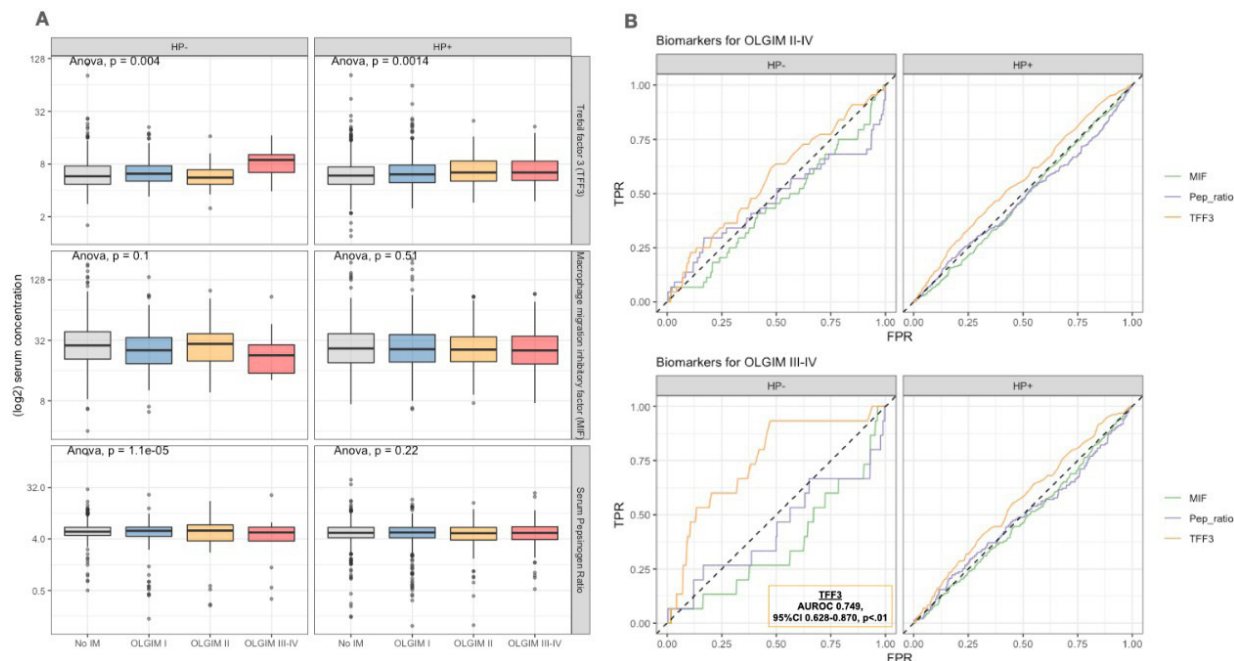 A
HP-
HP+
Anova, p = 0.004
Anova, p = 0.0014
128
32
8
2
Trefoil factor 3 (TFF3)
Anova, p = 0.1
Anova, p = 0.51
128
32
8
Macrophage migration inhibitory factor (MIF)
(log2) serum concentration
Anova, p = 1.1e-05
Anova, p = 0.22
32.0
4.0
0.5
Serum Pepsinogen Ratio
No IM
OLGIM I
OLGIM II
OLGIM III-IV
No IM
OLGIM I
OLGIM II
OLGIM III-IV
B
Biomarkers for OLGIM II-IV
HP-
HP+
1.00
0.75
0.50
0.25
0.00
TPR
0.00
0.25
0.50
0.75
1.00
0.00
0.25
0.50
0.75
1.00
FPR
MIF
Pep_ratio
TFF3
Biomarkers for OLGIM III-IV
HP-
HP+
1.00
0.75
0.50
0.25
0.00
TPR
TFF3
AUROC 0.749,
95%CI 0.628-0.870, p<.01
0.00
0.25
0.50
0.75
1.00
0.00
0.25
0.50
0.75
1.00
FPR
MIF
Pep_ratio
TFF3